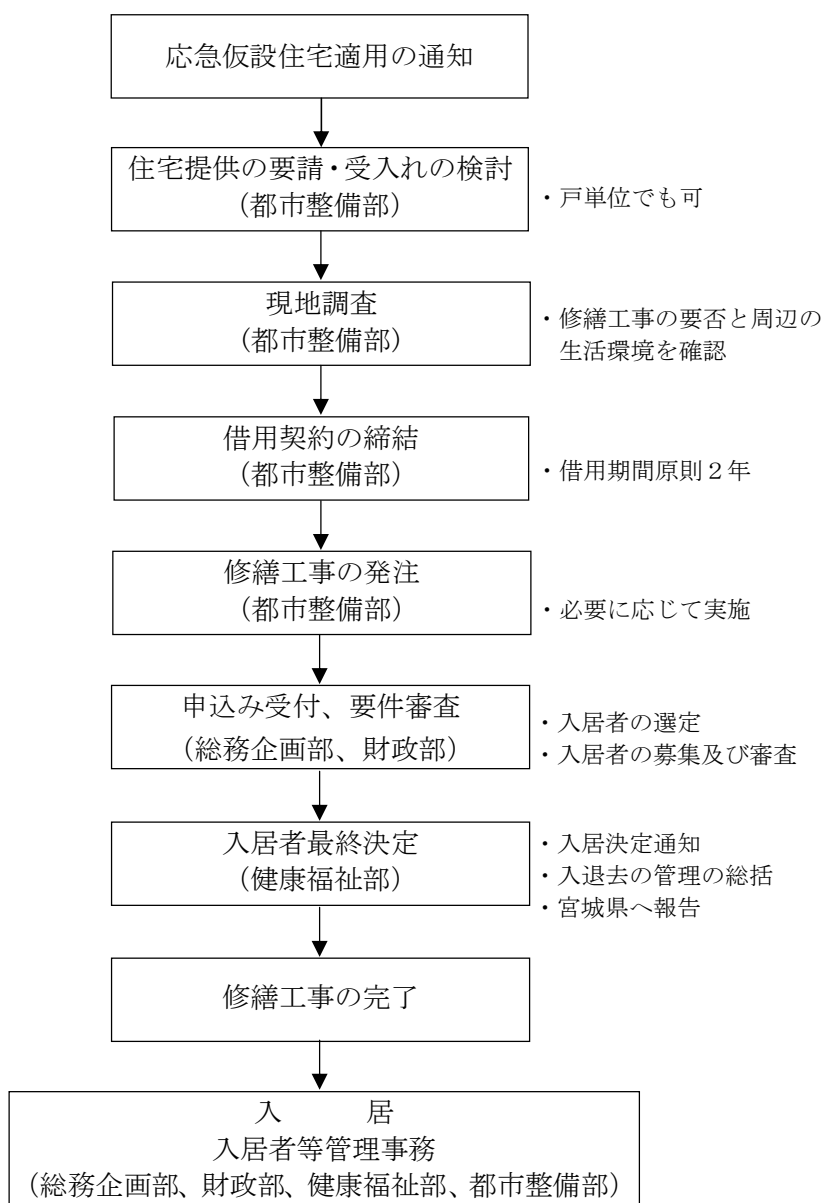 応急仮設住宅適用の通知
住宅提供の要請・受入れの検討
（都市整備部）
・戸単位でも可
現地調査
（都市整備部）
・修繕工事の要否と周辺の
生活環境を確認
借用契約の締結
（都市整備部）
・借用期間原則２年
修繕工事の発注
（都市整備部）
・必要に応じて実施
申込み受付、要件審査
（総務企画部、財政部）
・入居者の選定
・入居者の募集及び審査
入居者最終決定
（健康福祉部）
・入居決定通知
・入退去の管理の総括
・宮城県へ報告
修繕工事の完了
入　　居
入居者等管理事務
（総務企画部、財政部、健康福祉部、都市整備部）